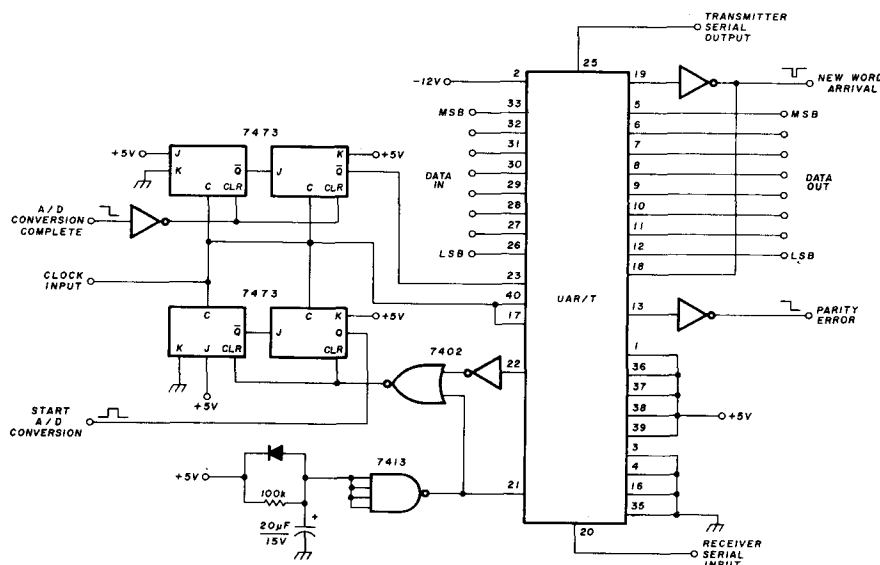 TRANSMITTER
SERIAL
OUTPUT
25
-12V
2
19
NEW WORD
ARRIVAL
MSB
33
5
MSB
32
6
31
7
30
8
DATA
IN
DATA
OUT
29
9
28
10
27
11
LSB
26
12
LSB
23
18
40
17
UAR/T
13
PARITY
ERROR
22
1
36
37
38
+5V
39
3
4
16
35
21
20
RECEIVER
SERIAL
INPUT
7473
+5V
J
Q
K
C
CLR
J
K
+5V
Q
C
CLR
A/D
CONVERSION
COMPLETE
CLOCK
INPUT
7473
C
Q
K
J
CLR
+5V
J
K
+5V
C
Q
CLR
7402
START
A/D
CONVERSION
+5V
100k
20µF
15V
+
7413